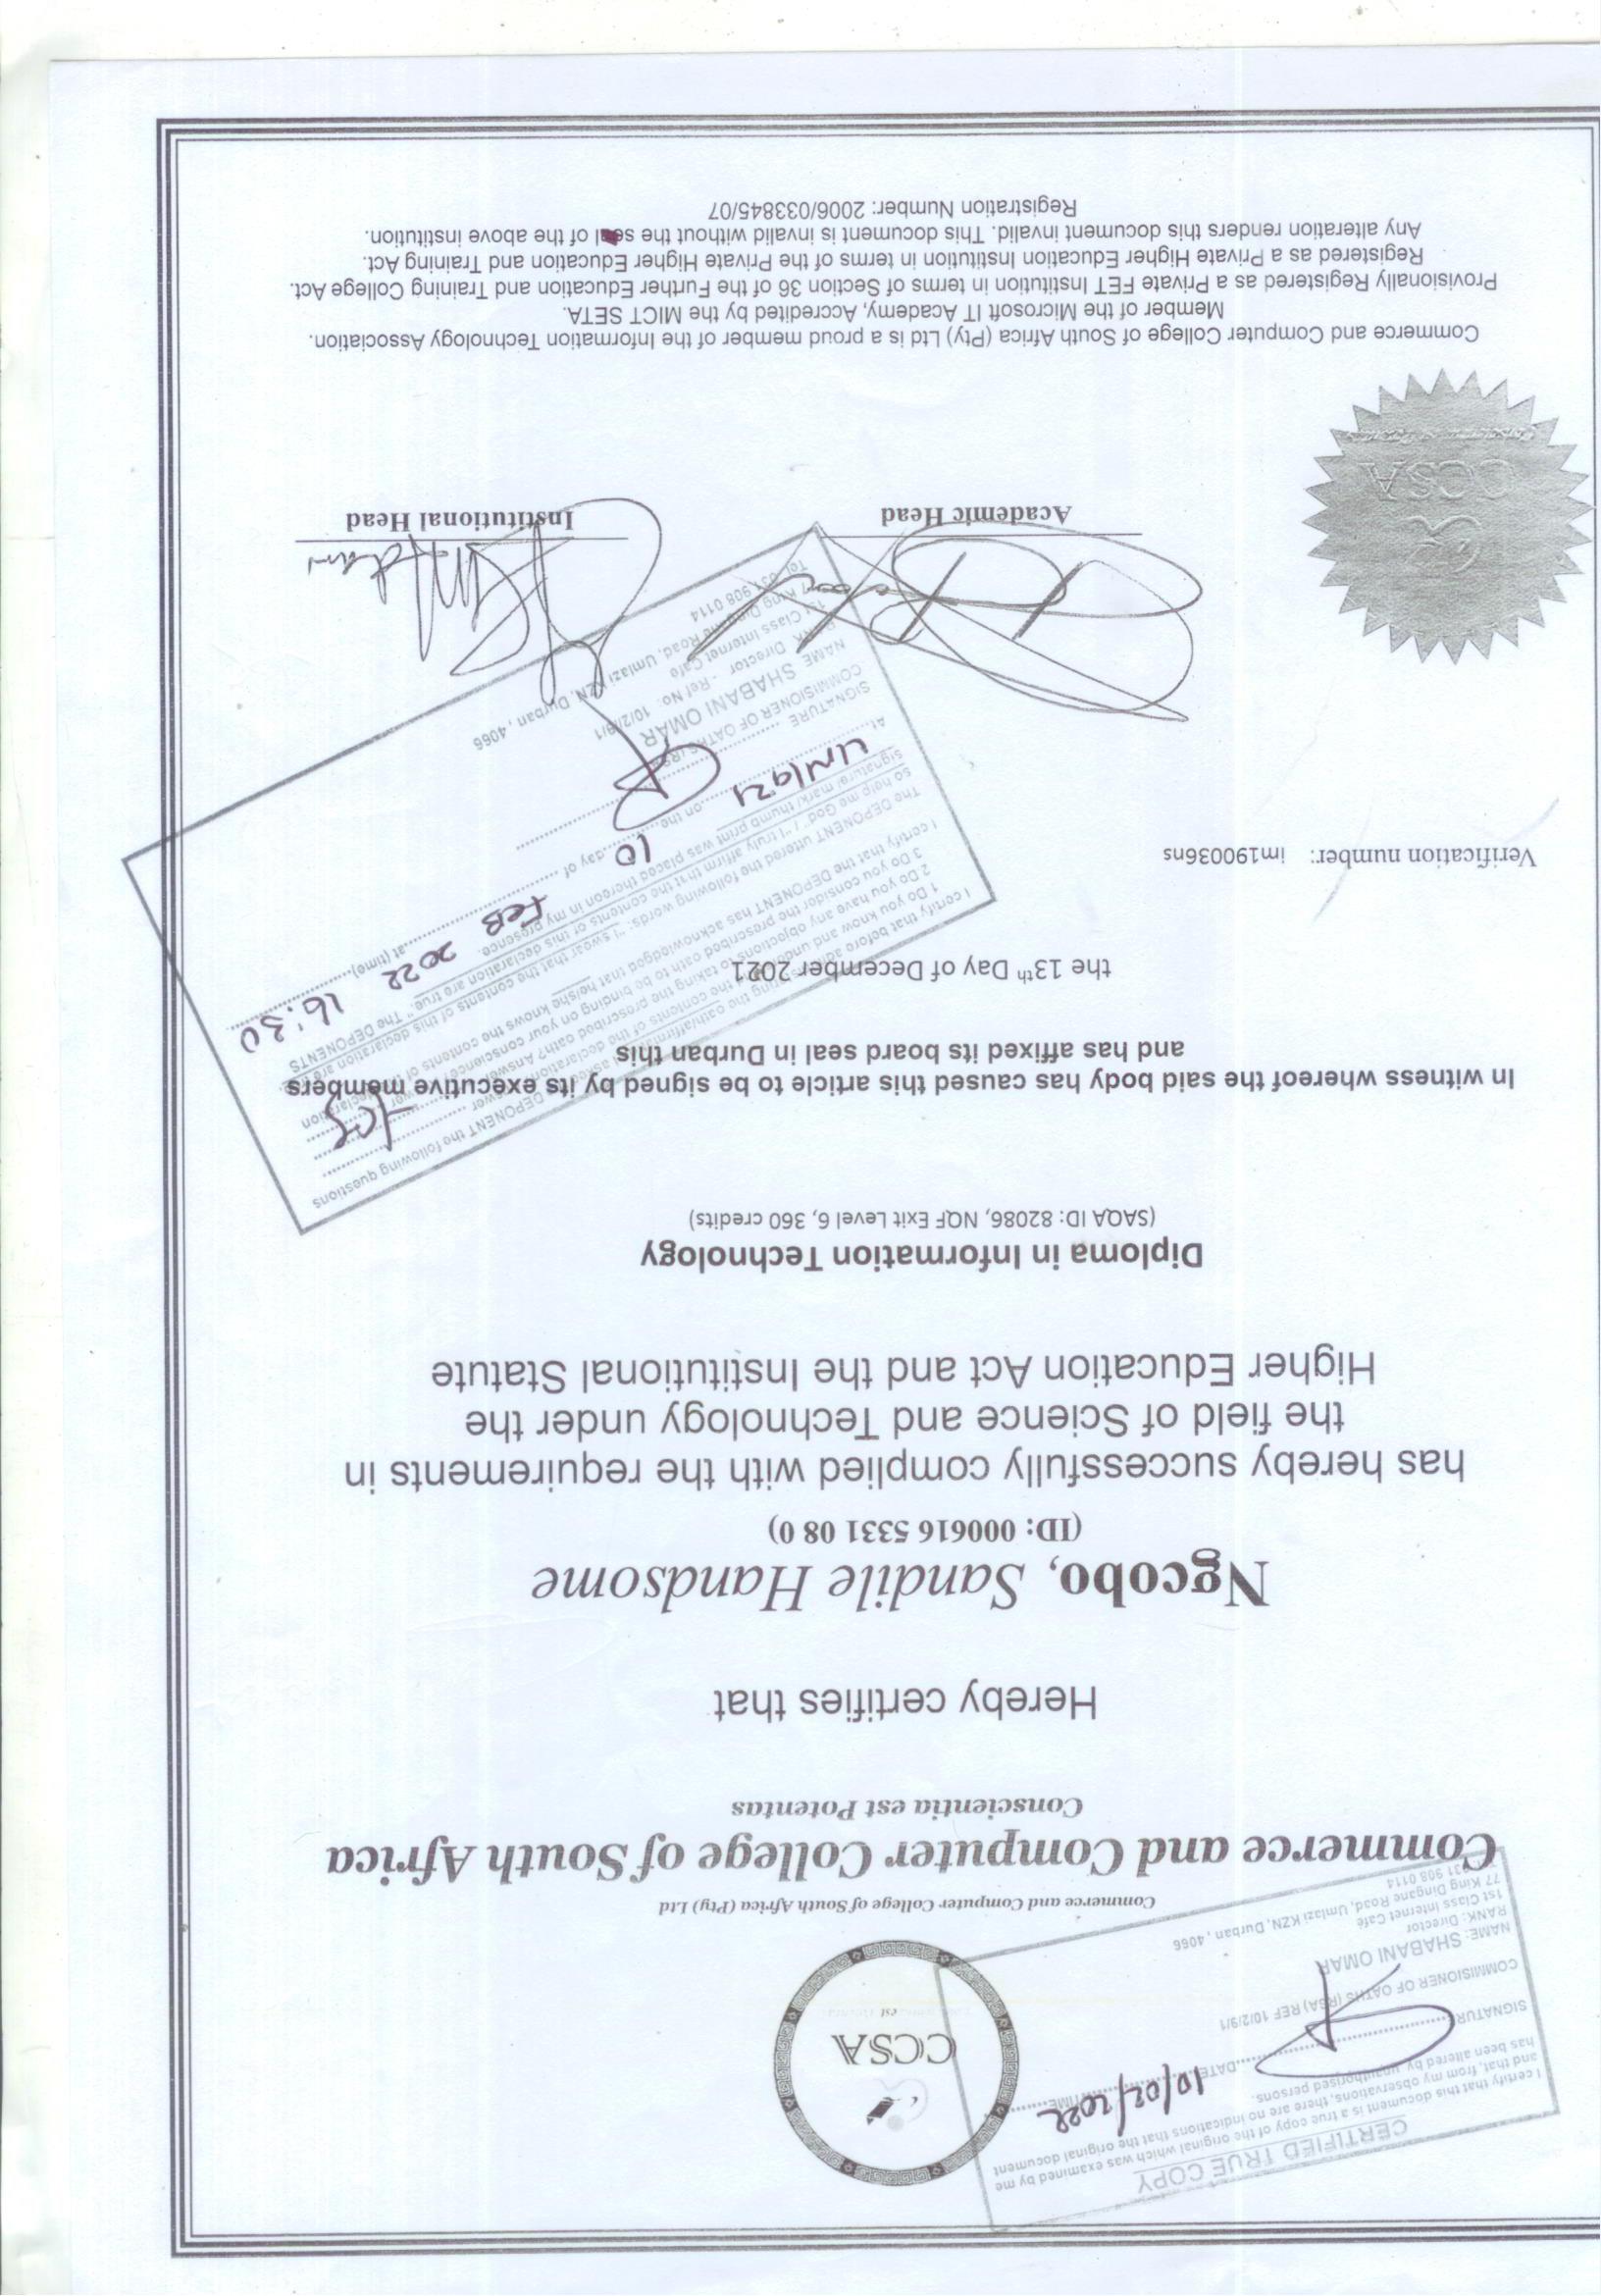 CERTIFIED TRUE COPY
I certify that this document is a true copy of the original which was examined by me
and that, from my observations, there are no indications that the original document
has been altered by unauthorised persons.
SIGNATUR DATE 10/02/2022 TIME
COMMISIONER OF OATHS (RSA) REF 10/2/9/1
NAME: SHABANI OMAR
RANK: Director
1st Class Internet Café
77 King Dingane Road, Umlazi KZN, Durban , 4066
031 908 0114
CCSA
est
Commerce and Computer College of South Africa (Pty) Ltd
Commerce and Computer College of South Africa
Conscientia est Potentas
Hereby certifies that
Ngcobo, Sandile Handsome
(ID: 000616 5331 08 0)
has hereby successfully complied with the requirements in
the field of Science and Technology under the
Higher Education Act and the Institutional Statute
Diploma in Information Technology
(SAQA ID: 82086, NQF Exit Level 6, 360 credits)
In witness whereof the said body has caused this article to be signed by its executive members
and has affixed its board seal in Durban this
the 13th Day of December 2021
Verification number: im190036ns
I certify that before the oath/affirm DEPONENT the following questions
1 Do you know and the contents of the declaration
2 Do you have any objections to taking the prescribed oath? Answer
3 Do you consider the prescribed oath to be binding on your conscience?
I certify that the DEPONENT has acknowledged that he/she knows the contents of declaration
The DEPONENT uttered the following words: "I swear that the contents of this declaration are
so help me God" / "I truly affirm that the contents of this declaration are true." The DEPONENTS
signature/ mark/ thumb print was placed thereon in my presence.
At umlazi on the 10 day of FEB 2022 at (time) 16:30
SIGNATURE
COMMISIONER OF OATHS
NAME SHABANI OMAR
Director - Ref No: 10/2/9/1
1st Class Internet Café
King Dingane Road, Umlazi KZN, Durban , 4066
Tel 031 908 0114
Academic Head
Institutional Head
CCSA
Commerce and Computer College of South Africa (Pty) Ltd is a proud member of the Information Technology Association.
Member of the Microsoft IT Academy, Accredited by the MICT SETA.
Provisionally Registered as a Private FET Institution in terms of Section 36 of the Further Education and Training College Act.
Registered as a Private Higher Education Institution in terms of the Private Higher Education and Training Act.
Any alteration renders this document invalid. This document is invalid without the seal of the above institution.
Registration Number: 2006/033845/07